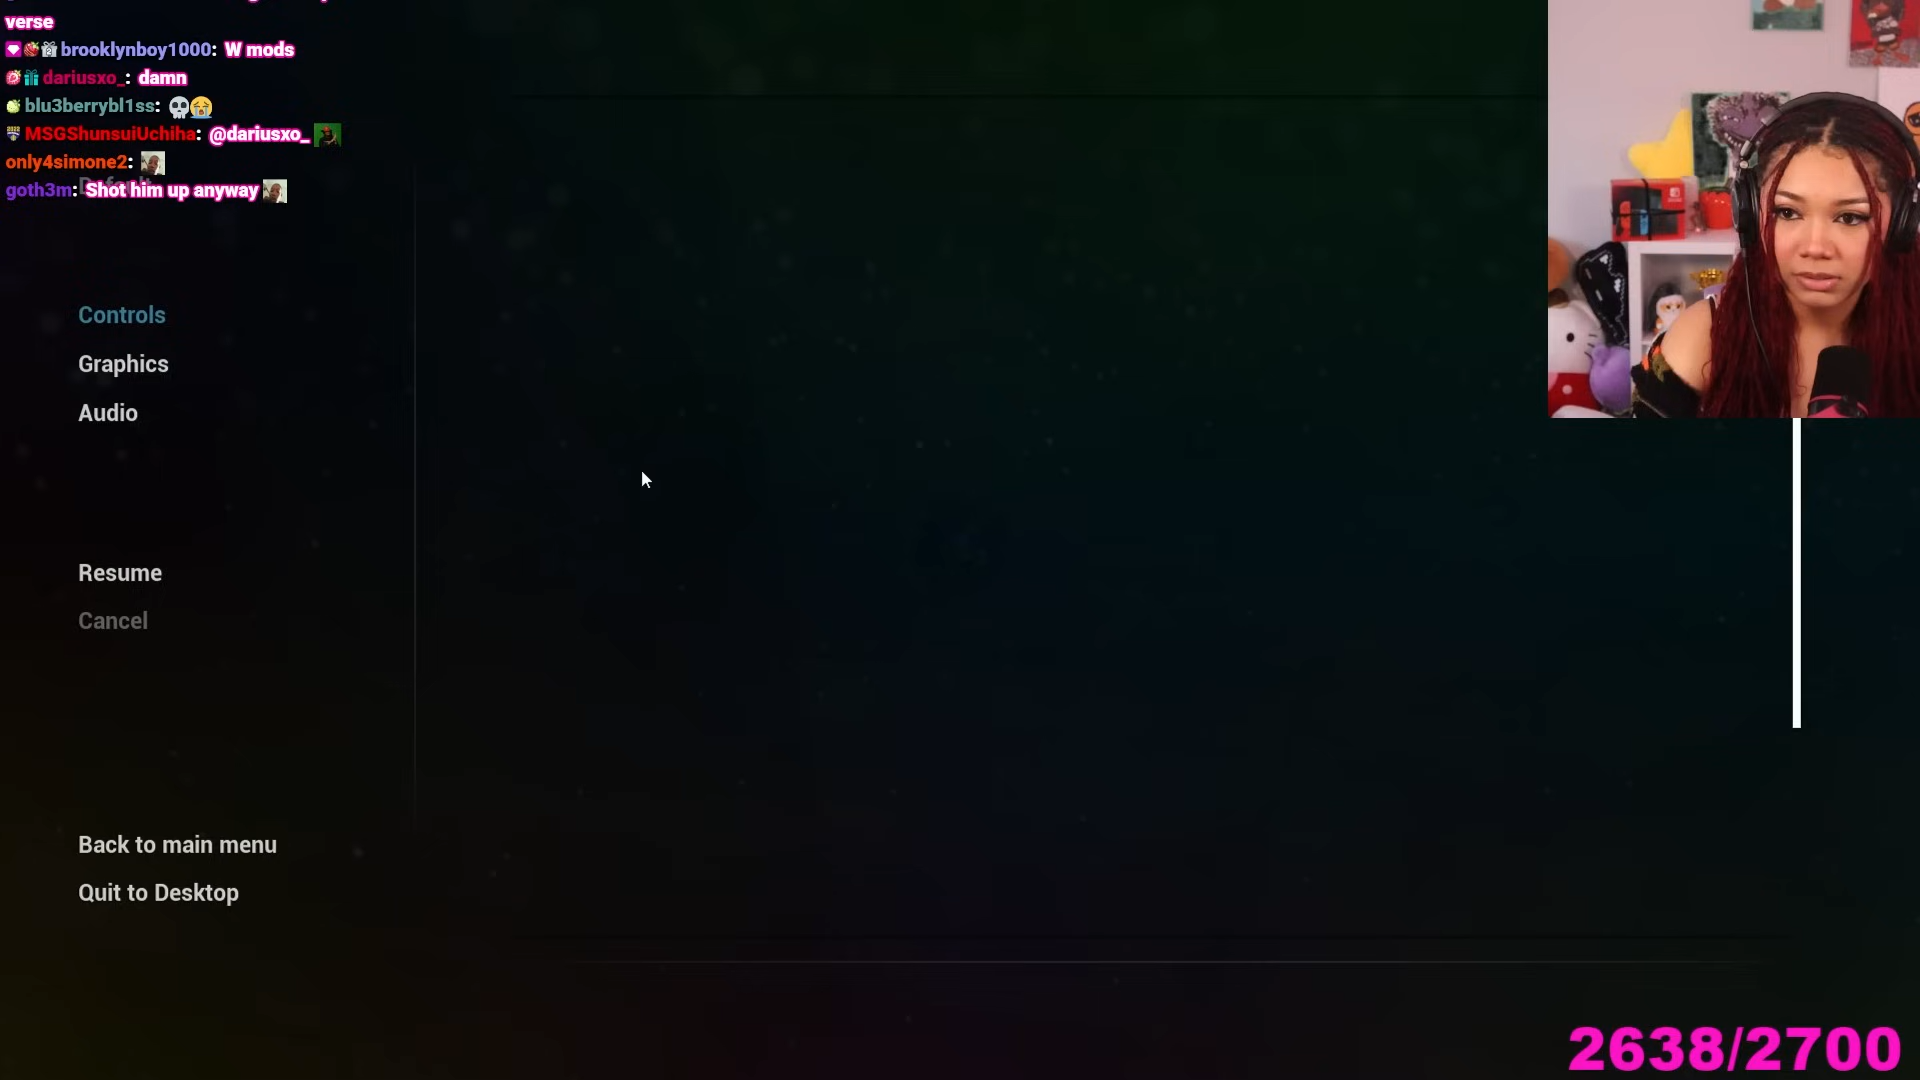 verse
brooklynboy1000: W mods
dariusxo_: damn
blu3berrybl1ss: 💀😭
MSGShunsuiUchiha: @dariusxo_
only4simone2:
goth3m: Shot him up anyway
Controls
Graphics
Audio
Resume
Cancel
Back to main menu
Quit to Desktop
2638/2700